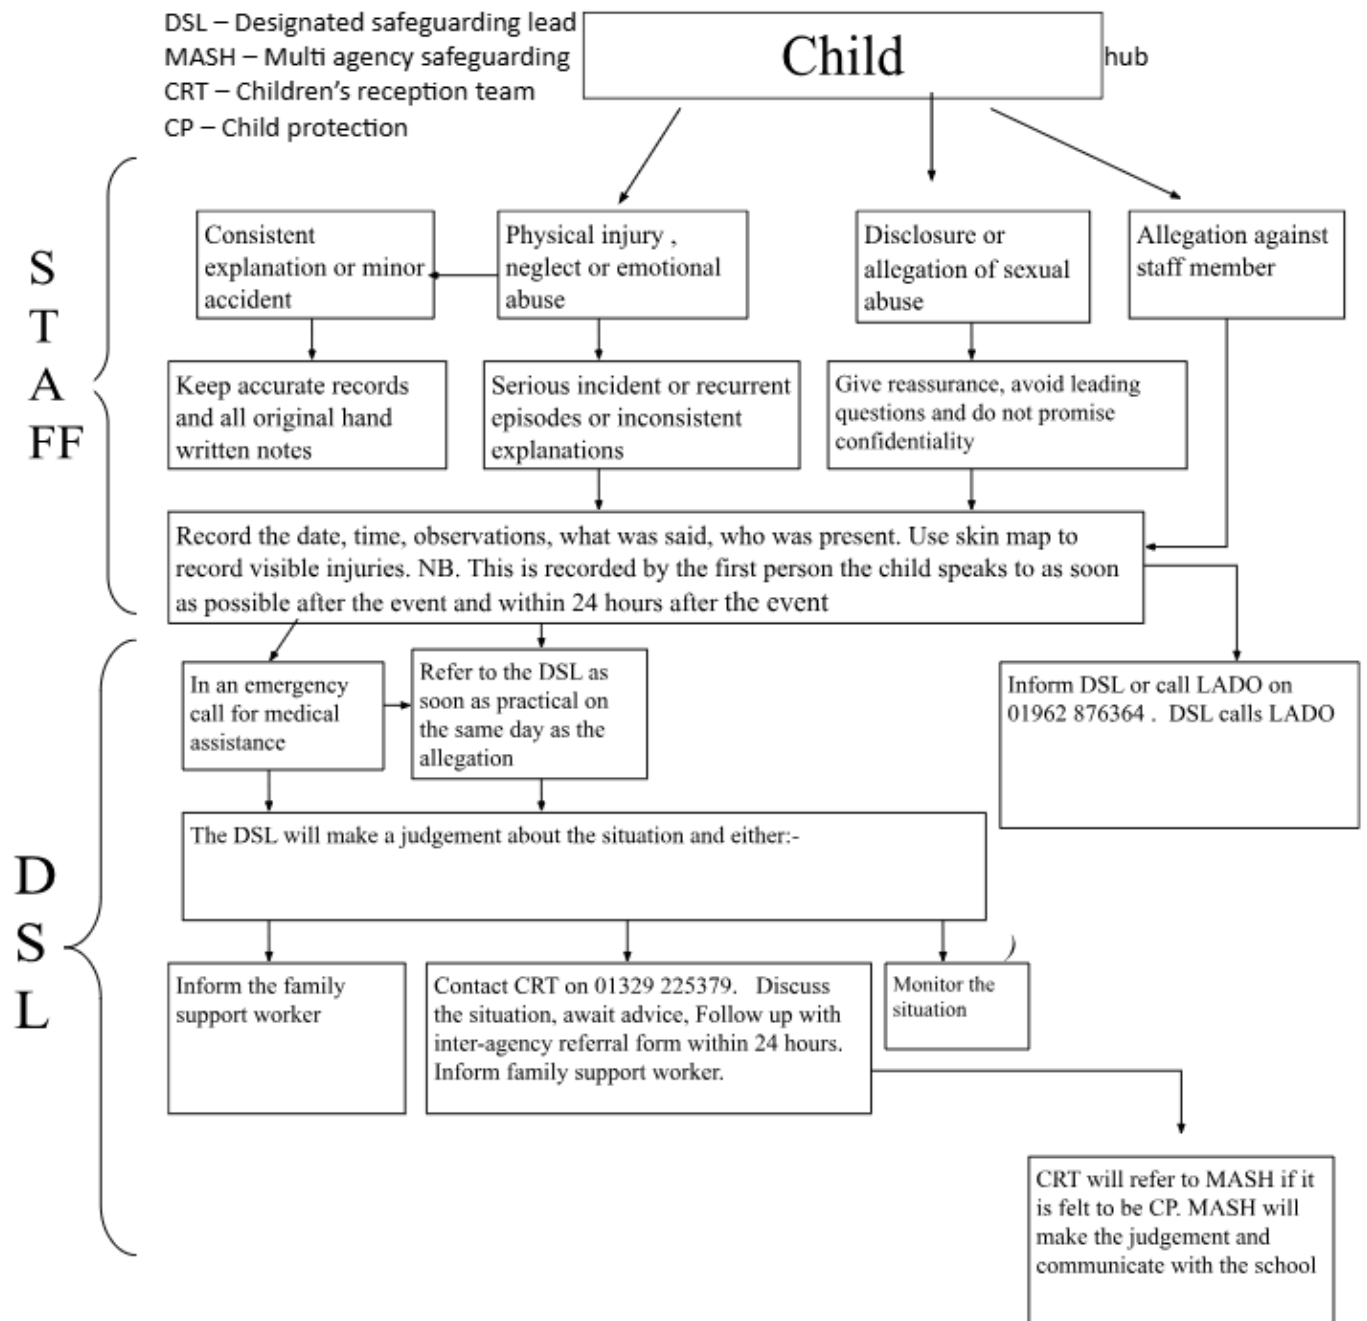 DSL – Designated safeguarding lead
MASH – Multi agency safeguarding hub
CRT – Children's reception team
CP – Child protection
Child
S
T
A
FF
Consistent
explanation or minor
accident
Physical injury ,
neglect or emotional
abuse
Disclosure or
allegation of sexual
abuse
Allegation against
staff member
Keep accurate records
and all original hand
written notes
Serious incident or recurrent
episodes or inconsistent
explanations
Give reassurance, avoid leading
questions and do not promise
confidentiality
Record the date, time, observations, what was said, who was present. Use skin map to
record visible injuries. NB. This is recorded by the first person the child speaks to as soon
as possible after the event and within 24 hours after the event
D
S
L
In an emergency
call for medical
assistance
Refer to the DSL as
soon as practical on
the same day as the
allegation
Inform DSL or call LADO on
01962 876364 .  DSL calls LADO
The DSL will make a judgement about the situation and either:-
)
Inform the family
support worker
Contact CRT on 01329 225379.   Discuss
the situation, await advice, Follow up with
inter-agency referral form within 24 hours.
Inform family support worker.
Monitor the
situation
CRT will refer to MASH if it
is felt to be CP. MASH will
make the judgement and
communicate with the school